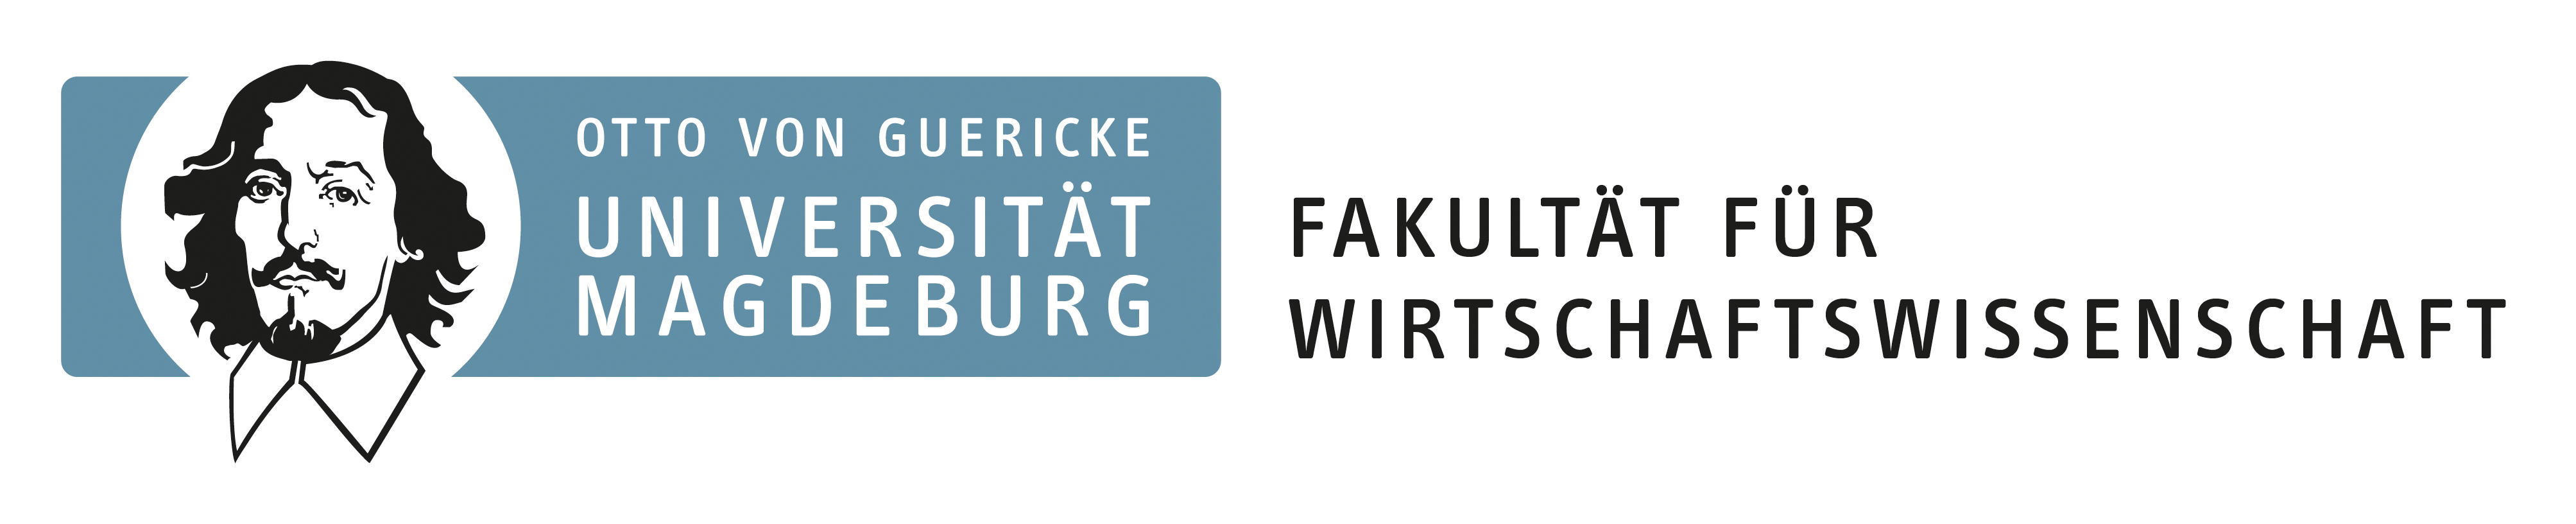 OTTO VON GUERICKE
UNIVERSITÄT
MAGDEBURG
FAKULTÄT FÜR
WIRTSCHAFTSWISSENSCHAFT